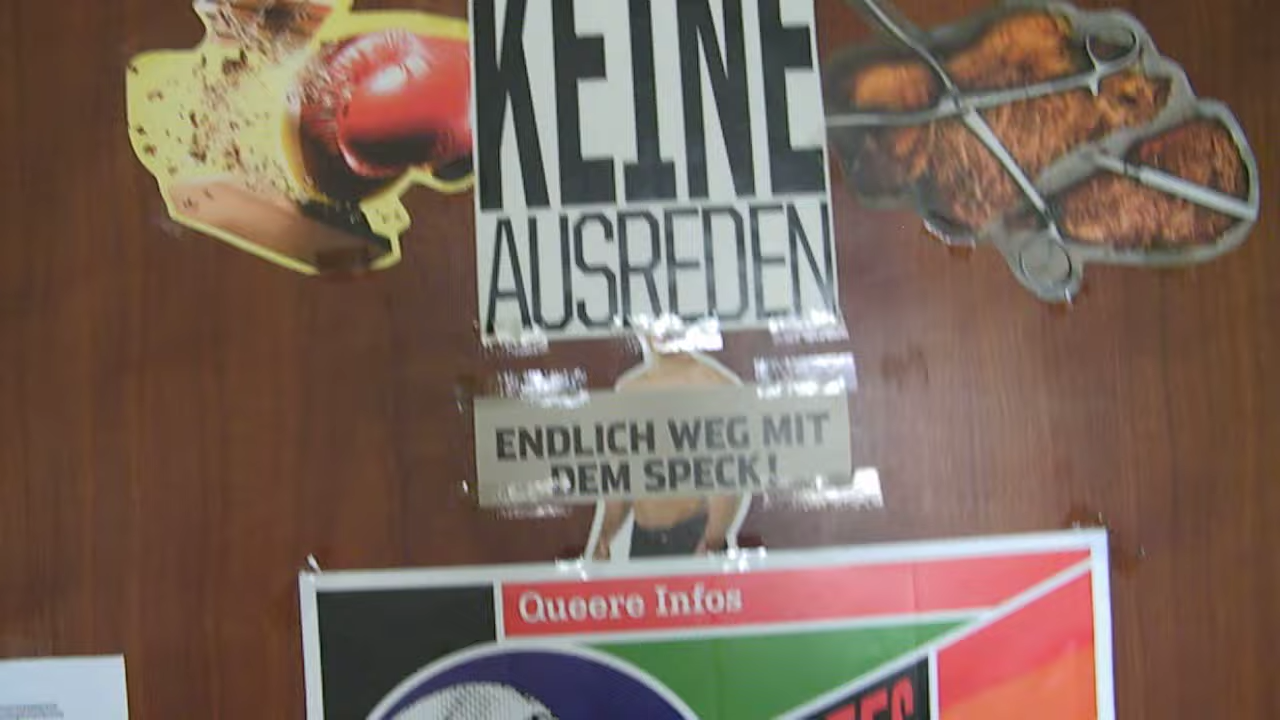 KEINE
AUSREDEN
ENDLICH WEG MIT
DEM SPECK!
Queere Infos